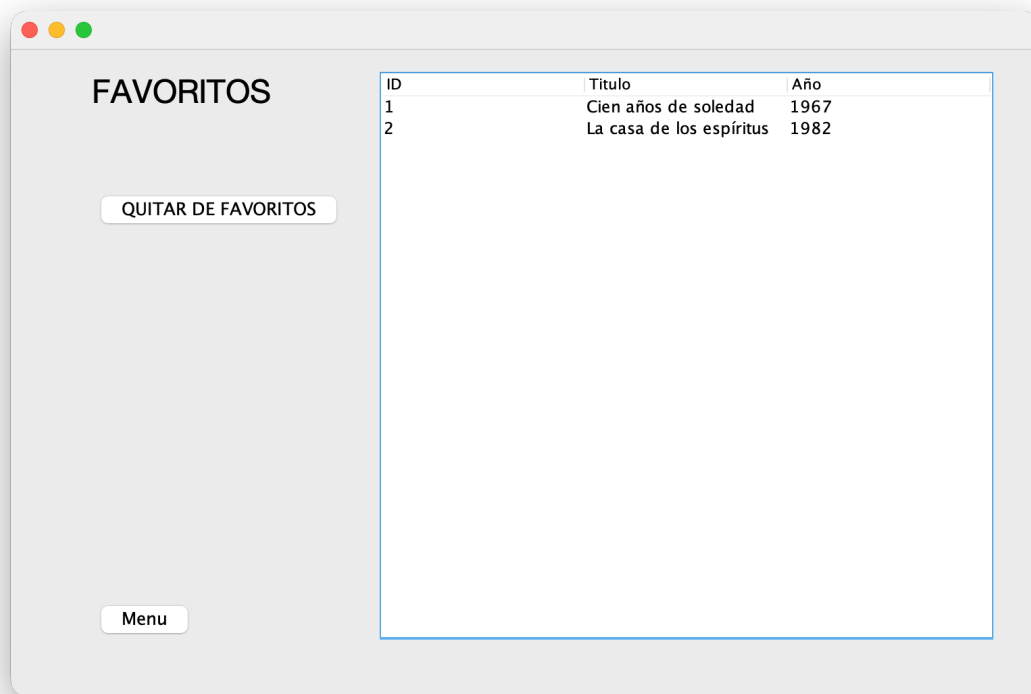 FAVORITOS
ID Titulo Año
1 Cien años de soledad 1967
2 La casa de los espíritus 1982
QUITAR DE FAVORITOS
Menu